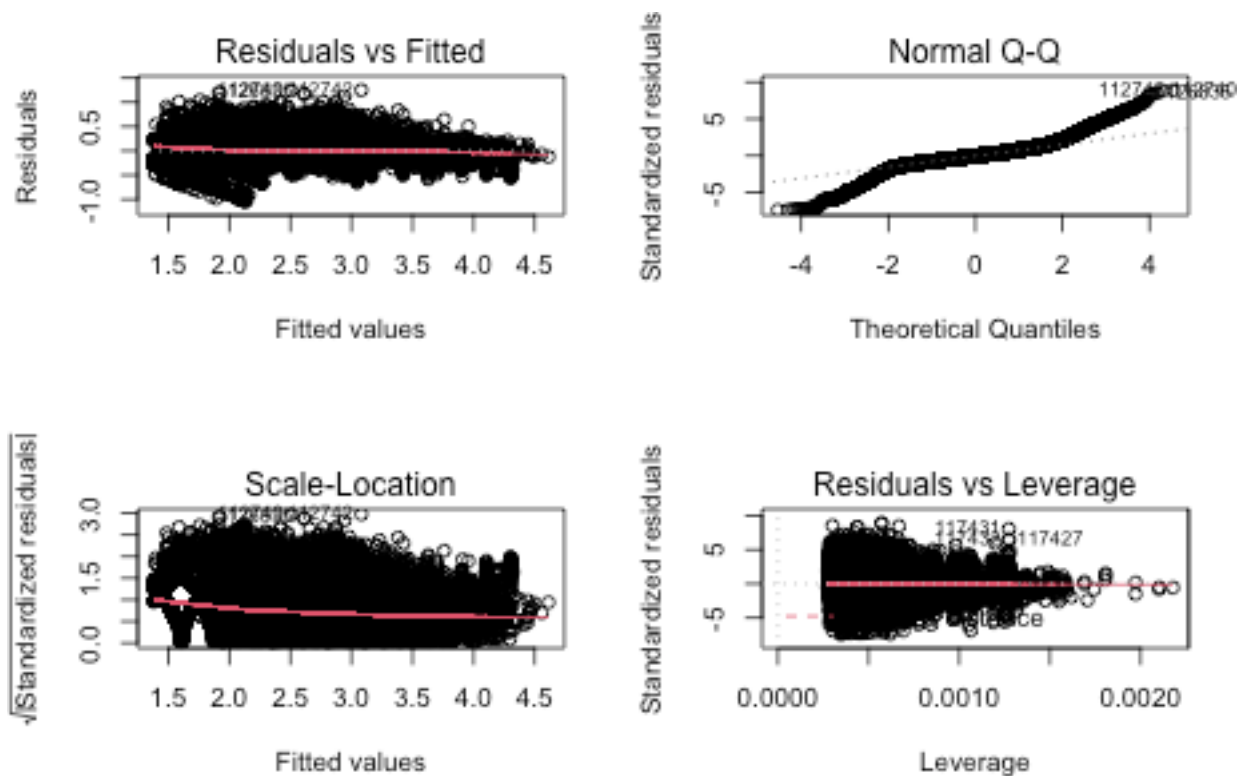 Residuals vs Fitted
Residuals
0.5
-1.0
1.5 2.0 2.5 3.0 3.5 4.0 4.5
Fitted values
Normal Q-Q
Standardized residuals
5
-5
-4 -2 0 2 4
Theoretical Quantiles
Scale-Location
√|Standardized residuals|
3.0
1.5
0.0
1.5 2.0 2.5 3.0 3.5 4.0 4.5
Fitted values
Residuals vs Leverage
Standardized residuals
5
-5
117431
117427
0.0000 0.0010 0.0020
Leverage